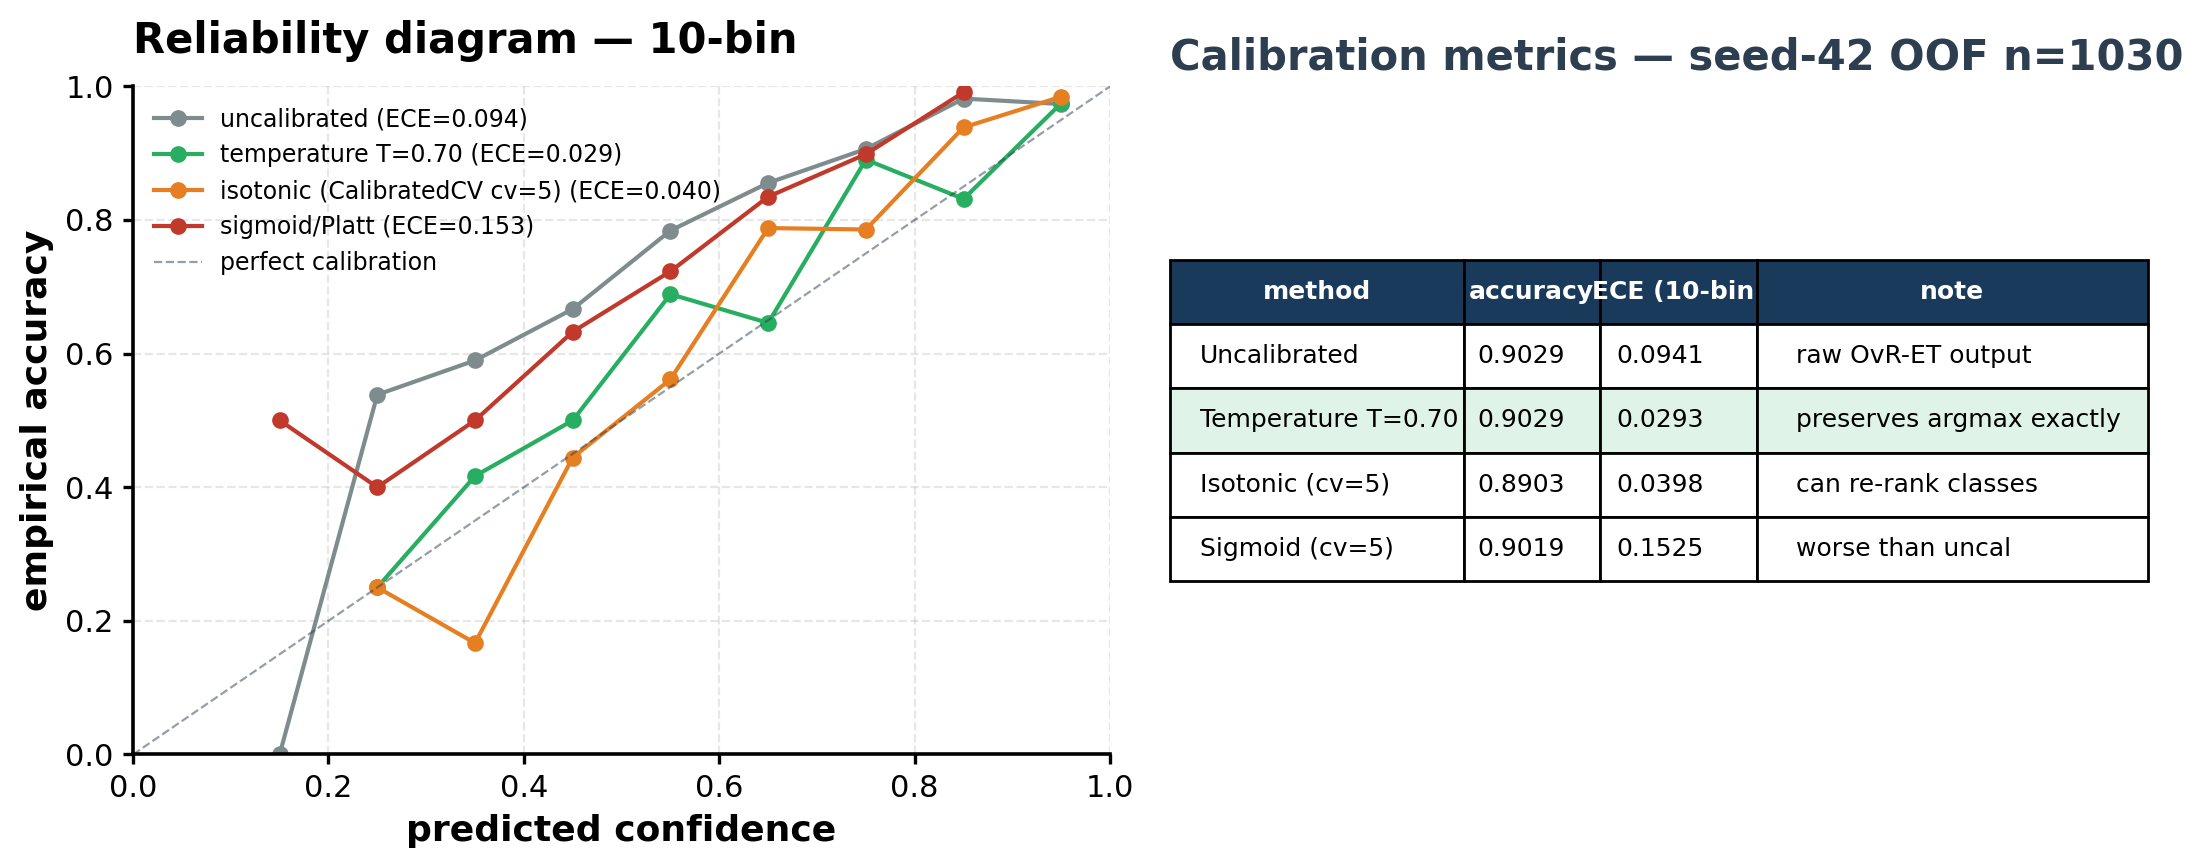 Reliability diagram — 10-bin
uncalibrated (ECE=0.094)
temperature T=0.70 (ECE=0.029)
isotonic (CalibratedCV cv=5) (ECE=0.040)
sigmoid/Platt (ECE=0.153)
perfect calibration
empirical accuracy
1.0
0.8
0.6
0.4
0.2
0.0
0.0 0.2 0.4 0.6 0.8 1.0
predicted confidence
Calibration metrics — seed-42 OOF n=1030
method accuracy ECE (10-bin note
Uncalibrated 0.9029 0.0941 raw OvR-ET output
Temperature T=0.70 0.9029 0.0293 preserves argmax exactly
Isotonic (cv=5) 0.8903 0.0398 can re-rank classes
Sigmoid (cv=5) 0.9019 0.1525 worse than uncal